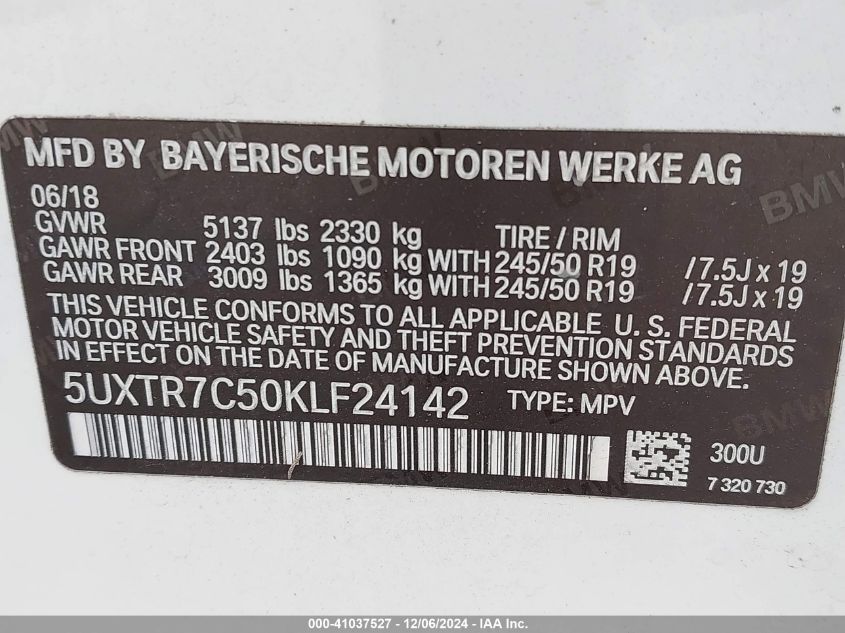 MFD BY BAYERISCHE MOTOREN WERKE AG
06/18
GVWR 5137 lbs 2330 kg TIRE / RIM
GAWR FRONT 2403 lbs 1090 kg WITH 245/50 R19 /7.5J x 19
GAWR REAR 3009 lbs 1365 kg WITH 245/50 R19 /7.5J x 19
THIS VEHICLE CONFORMS TO ALL APPLICABLE U. S. FEDERAL
MOTOR VEHICLE SAFETY AND THEFT PREVENTION STANDARDS
IN EFFECT ON THE DATE OF MANUFACTURE SHOWN ABOVE.
5UXTR7C50KLF24142 TYPE: MPV
300U
7 320 730
000-41037527 - 12/06/2024 - IAA Inc.